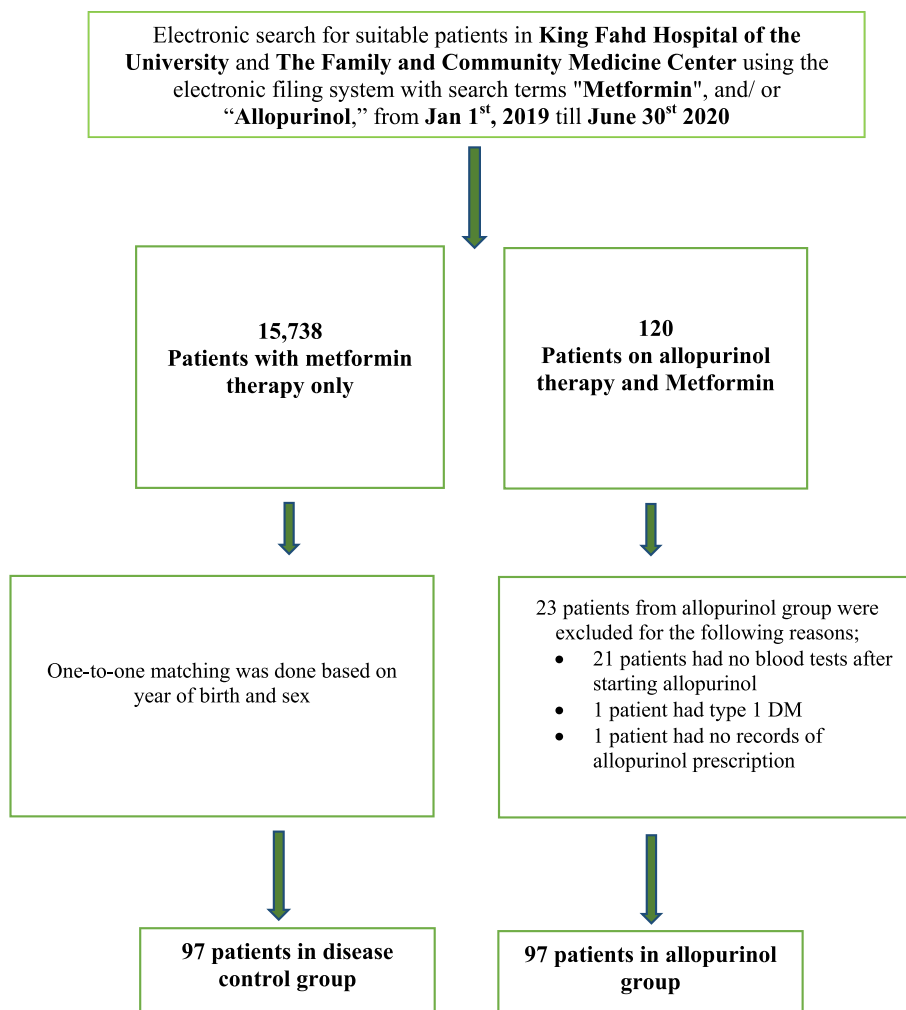 Electronic search for suitable patients in King Fahd Hospital of the
University and The Family and Community Medicine Center using the
electronic filing system with search terms "Metformin", and/ or
“Allopurinol,” from Jan 1st, 2019 till June 30st 2020
15,738
Patients with metformin
therapy only
120
Patients on allopurinol
therapy and Metformin
One-to-one matching was done based on
year of birth and sex
23 patients from allopurinol group were
excluded for the following reasons;
• 21 patients had no blood tests after
starting allopurinol
• 1 patient had type 1 DM
• 1 patient had no records of
allopurinol prescription
97 patients in disease
control group
97 patients in allopurinol
group